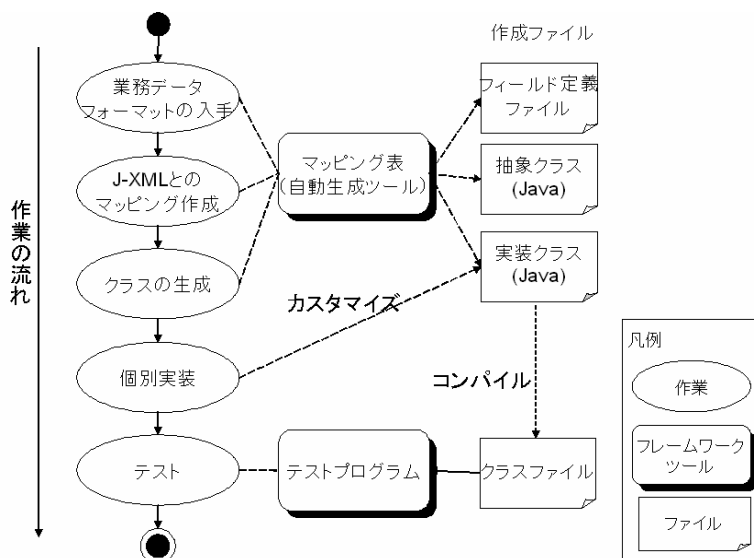 作成ファイル
業務データ
フォーマットの入手
フィールド定義
ファイル
マッピング表
(自動生成ツール)
抽象クラス
(Java)
J-XMLとの
マッピング作成
作業の流れ
実装クラス
(Java)
クラスの生成
カスタマイズ
個別実装
コンパイル
テスト
テストプログラム
クラスファイル
凡例
作業
フレームワーク
ツール
ファイル